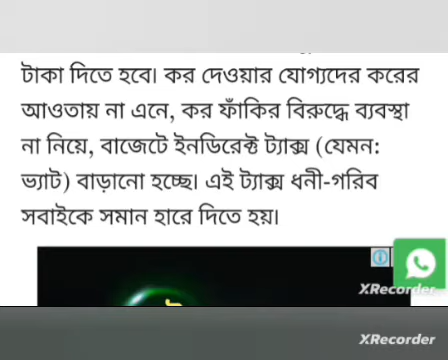 টাকা দিতে হবে। কর দেওয়ার যোগ্যদের করের
আওতায় না এনে, কর ফাঁকির বিরুদ্ধে ব্যবস্থা
না নিয়ে, বাজেটে ইনডিরেক্ট ট্যাক্স (যেমন:
ভ্যাট) বাড়ানো হচ্ছে। এই ট্যাক্স ধনী-গরিব
সবাইকে সমান হারে দিতে হয়।
XRecorder
XRecorder